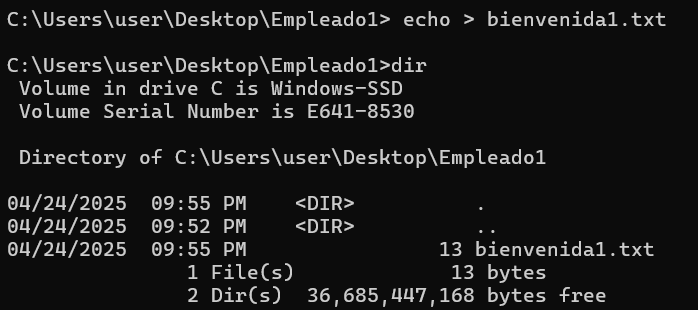 C:\Users\user\Desktop\Empleado1> echo > bienvenida1.txt
C:\Users\user\Desktop\Empleado1>dir
 Volume in drive C is Windows-SSD
 Volume Serial Number is E641-8530
 Directory of C:\Users\user\Desktop\Empleado1
04/24/2025  09:55 PM    <DIR>          .
04/24/2025  09:52 PM    <DIR>          ..
04/24/2025  09:55 PM                13 bienvenida1.txt
               1 File(s)             13 bytes
               2 Dir(s)  36,685,447,168 bytes free